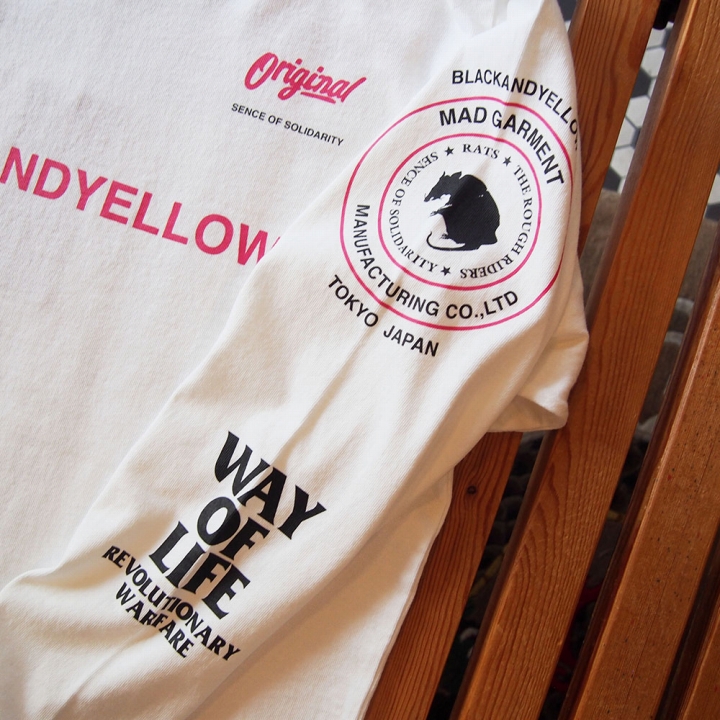 Original
SENCE OF SOLIDARITY
NDYELLOW
BLACKANDYELLO
MAD GARMENT
MANUFACTURING CO.,LTD
TOKYO JAPAN
★ RATS ★ THE ROUGH RIDERS ★ SENCE OF SOLIDARITY
WAY
OF
LIFE
REVOLUTIONARY
WARFARE